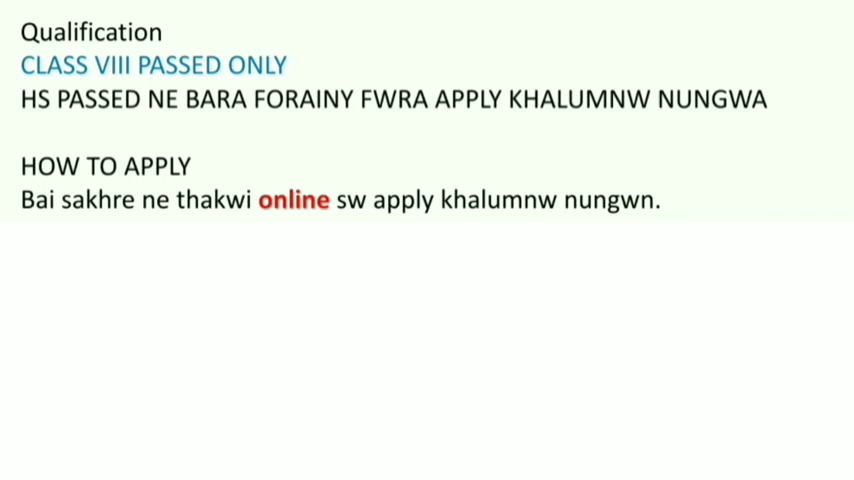 Qualification
CLASS VIII PASSED ONLY
HS PASSED NE BARA FORAINY FWRA APPLY KHALUMNW NUNGWA
HOW TO APPLY
Bai sakhre ne thakwi online sw apply khalumnw nungwn.